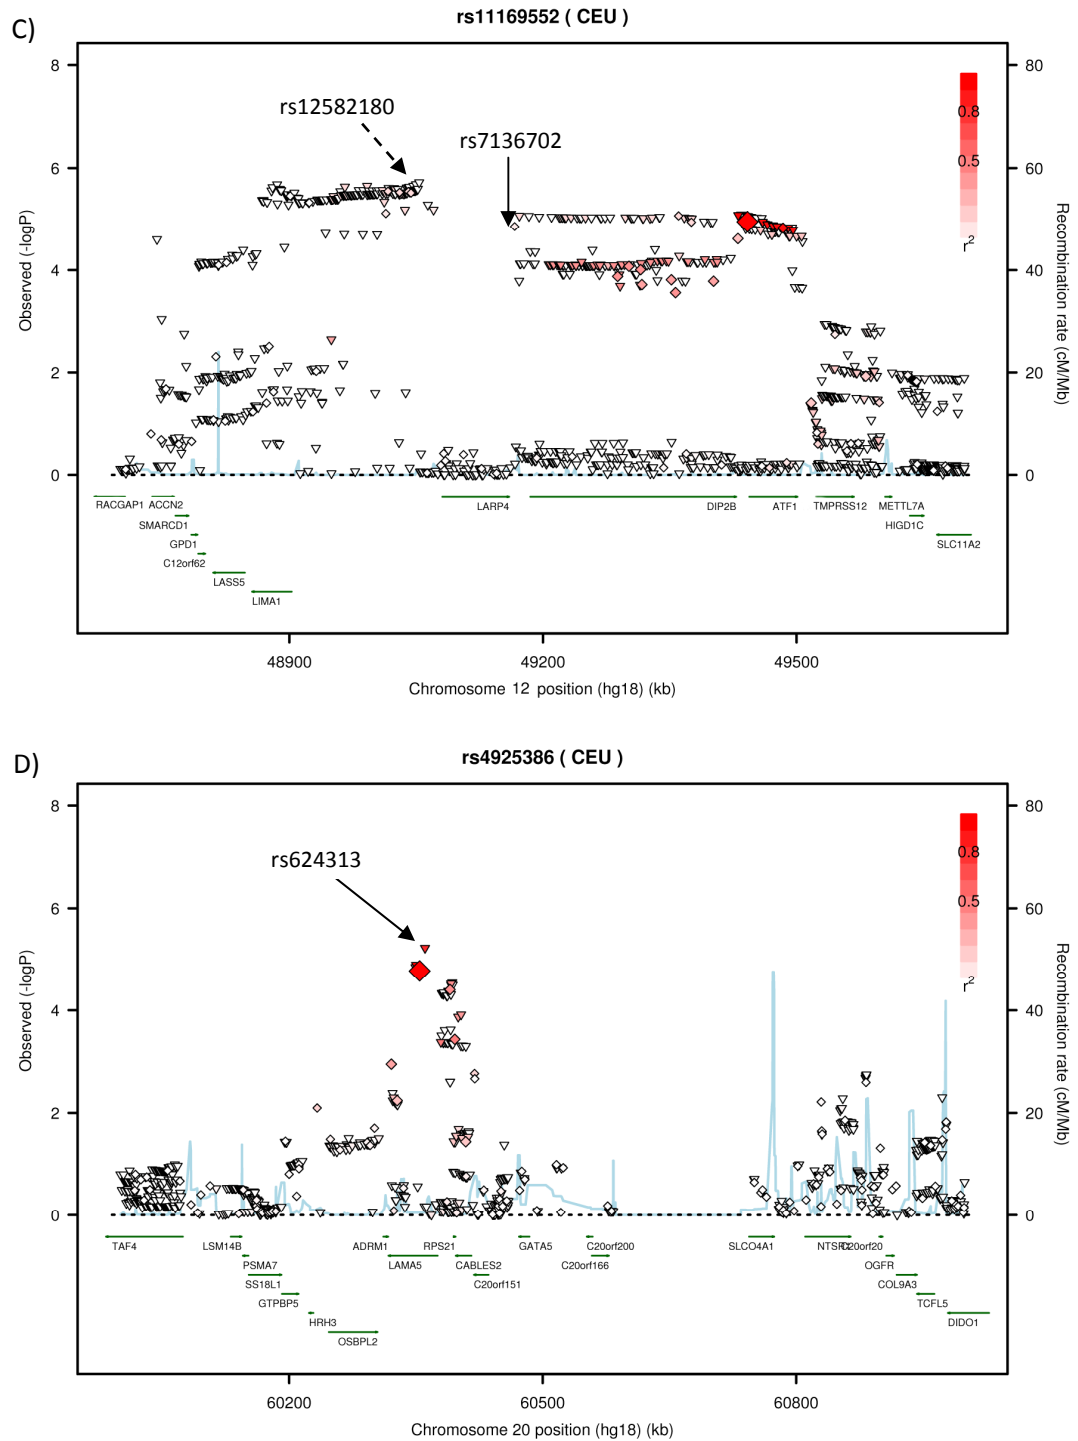 C)
rs11169552 ( CEU )
8
6
4
2
0
Observed (-logP)
80
60
40
20
0
Recombination rate (cM/Mb)
rs12582180
rs7136702
0.8
0.5
r2
RACGAP1 ACCN2 LARP4 DIP2B ATF1 TMPRSS12 METTL7A
SMARCD1 HIGD1C
GPD1 SLC11A2
C12orf62
LASS5
LIMA1
48900 49200 49500
Chromosome 12 position (hg18) (kb)
D)
rs4925386 ( CEU )
8
6
4
2
0
Observed (-logP)
80
60
40
20
0
Recombination rate (cM/Mb)
rs624313
0.8
0.5
r2
TAF4 LSM14B ADRM1 RPS21 GATA5 C20orf200 SLCO4A1 C20orf20
PSMA7 LAMA5 CABLES2 C20orf166 OGFR
SS18L1 C20orf151 COL9A3
GTPBP5 TCFL5
HRH3 DIDO1
OSBPL2
60200 60500 60800
Chromosome 20 position (hg18) (kb)